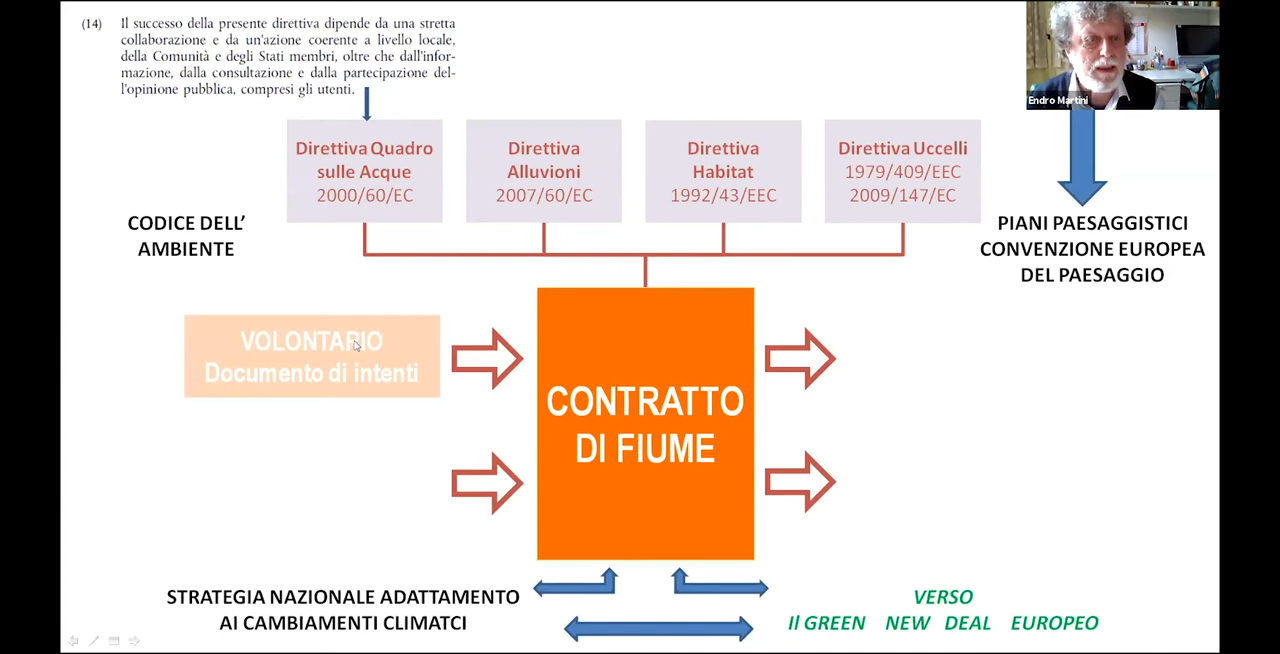 (14) Il successo della presente direttiva dipende da una stretta
collaborazione e da un'azione coerente a livello locale,
della Comunità e degli Stati membri, oltre che dall'infor-
mazione, dalla consultazione e dalla partecipazione del-
l'opinione pubblica, compresi gli utenti.
Endro Martini
Direttiva Quadro
sulle Acque
2000/60/EC
Direttiva
Alluvioni
2007/60/EC
Direttiva
Habitat
1992/43/EEC
Direttiva Uccelli
1979/409/EEC
2009/147/EC
CODICE DELL'
AMBIENTE
PIANI PAESAGGISTICI
CONVENZIONE EUROPEA
DEL PAESAGGIO
VOLONTARIO
Documento di intenti
CONTRATTO
DI FIUME
STRATEGIA NAZIONALE ADATTAMENTO
AI CAMBIAMENTI CLIMATCI
VERSO
Il GREEN NEW DEAL EUROPEO